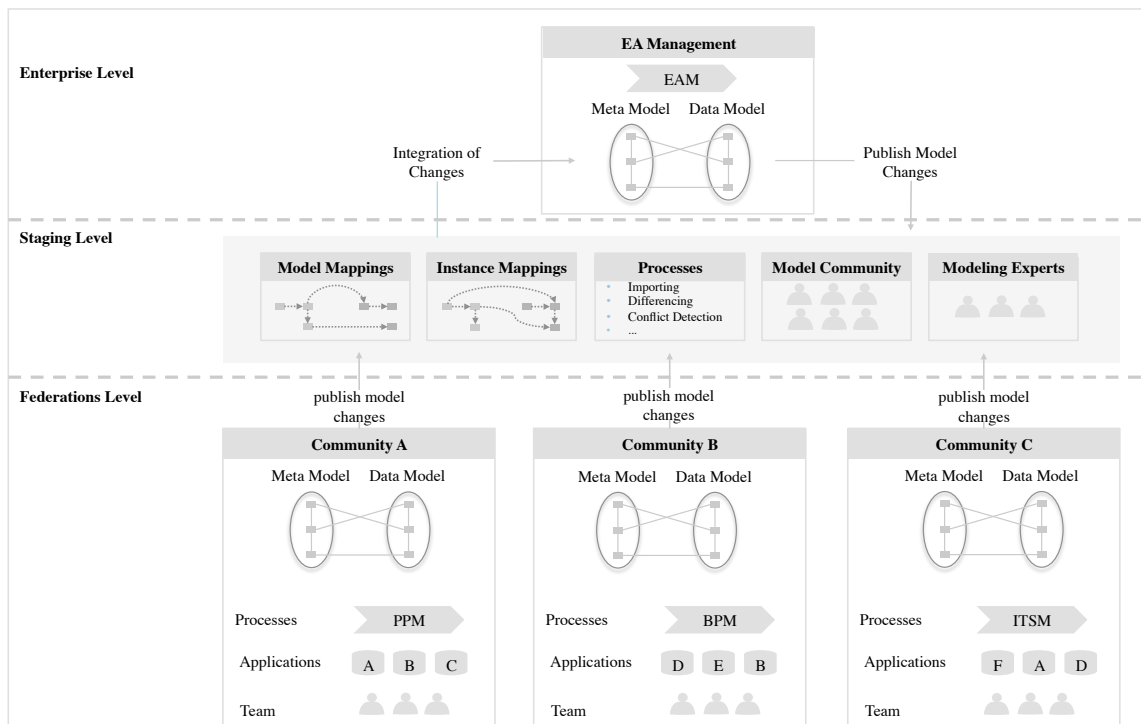 EA Management
Enterprise Level
EAM
Meta Model Data Model
Integration of
Changes
Publish Model
Changes
Staging Level
Model Mappings
Instance Mappings
Processes
• Importing
• Differencing
• Conflict Detection
• ...
Model Community
Modeling Experts
Federations Level
publish model
changes
publish model
changes
publish model
changes
Community A
Meta Model Data Model
Processes PPM
Applications A B C
Team
Community B
Meta Model Data Model
Processes BPM
Applications D E B
Team
Community C
Meta Model Data Model
Processes ITSM
Applications F A D
Team